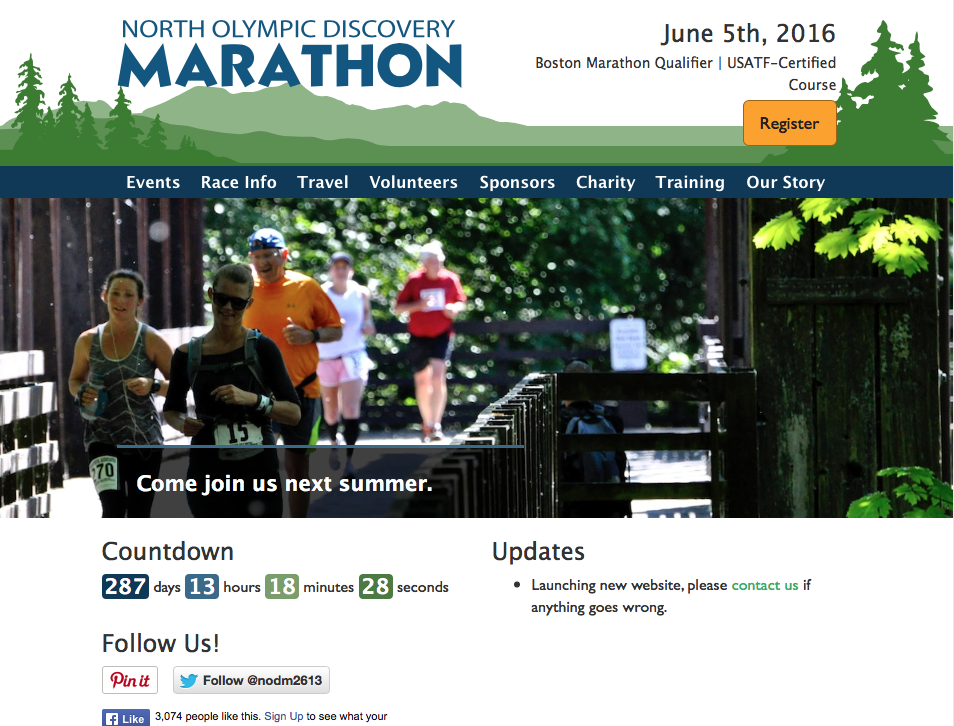 NORTH OLYMPIC DISCOVERY
MARATHON
June 5th, 2016
Boston Marathon Qualifier | USATF-Certified
Course
Register
Events Race Info Travel Volunteers Sponsors Charity Training Our Story
15
70
Come join us next summer.
Countdown
287 days 13 hours 18 minutes 28 seconds
Updates
Launching new website, please contact us if
anything goes wrong.
Follow Us!
Pin it
Follow @nodm2613
Like 3,074 people like this. Sign Up to see what your